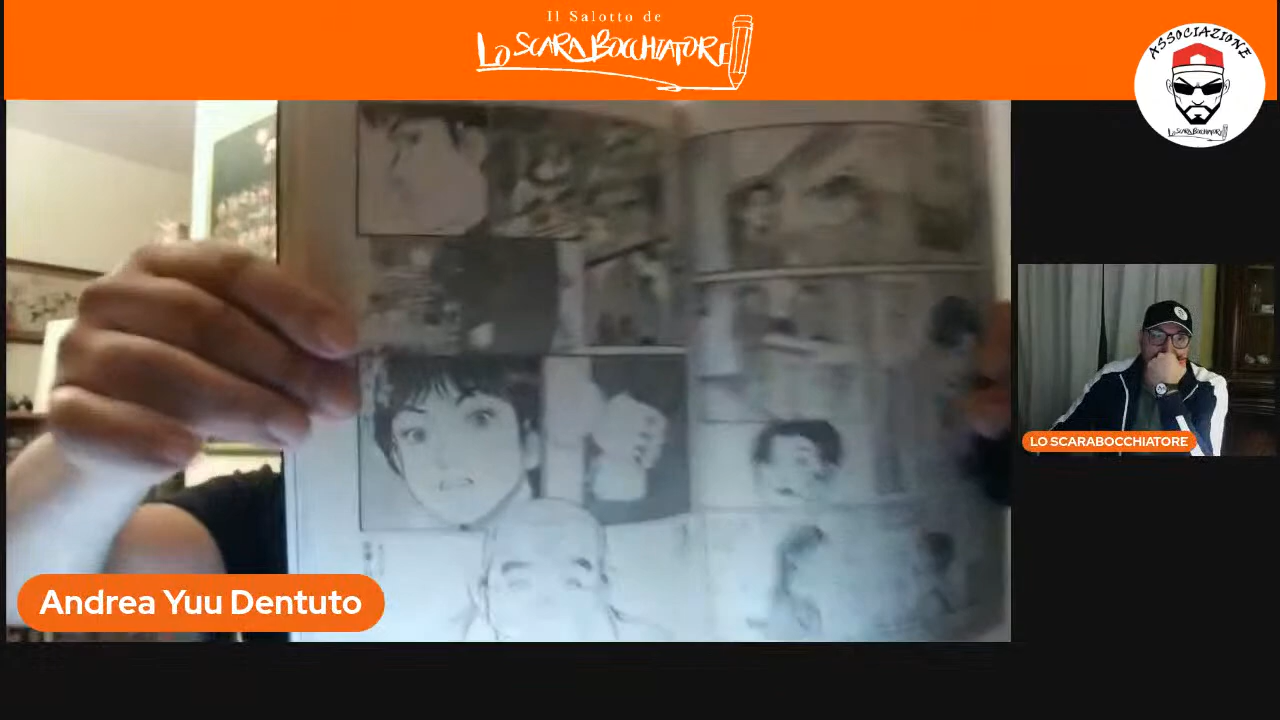 Il Salotto de
Lo SCARABOCCHIATORE
ASSOCIAZIONE
Lo SCARABOCCHIATORE
LO SCARABOCCHIATORE
Andrea Yuu Dentuto